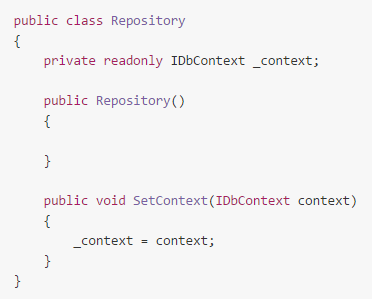 public class Repository
{
    private readonly IDbContext _context;
    public Repository()
    {
    }
    public void SetContext(IDbContext context)
    {
        _context = context;
    }
}